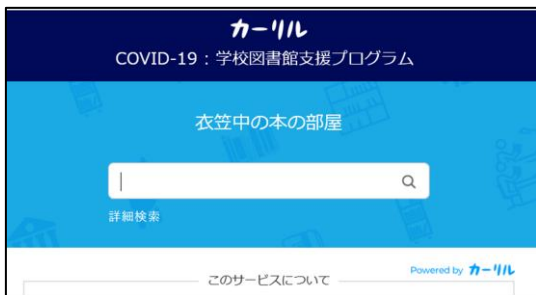 カーリル
COVID-19：学校図書館支援プログラム
衣笠中の本の部屋
詳細検索
Powered by カーリル
このサービスについて